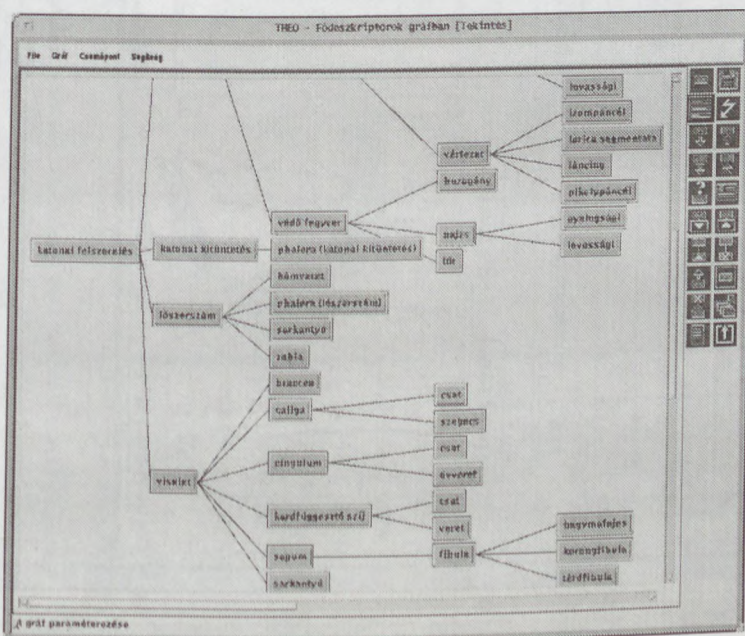 THEO - Fődeszkriptorok gráfban [Tekintés]
File Gráf Csomópont Segítség
lovassági
izompáncél
lorica segmentata
vértezet
láncing
buzogány
pikelypáncél
védő fegyver
gyalogsági
pajzs
katonai felszerelés
katonai kitüntetés
phalera (katonai kitüntetés)
lovassági
tőr
hámveret
phalera (lószerszám)
lószerszám
sarkantyú
zabla
braccae
csat
caliga
szegecs
csat
cingulum
övveret
viselet
csat
kardfüggesztő szíj
veret
hagymafejes
sagum
fibula
korongfibula
sarkantyú
térdfibula
A gráf paraméterezése